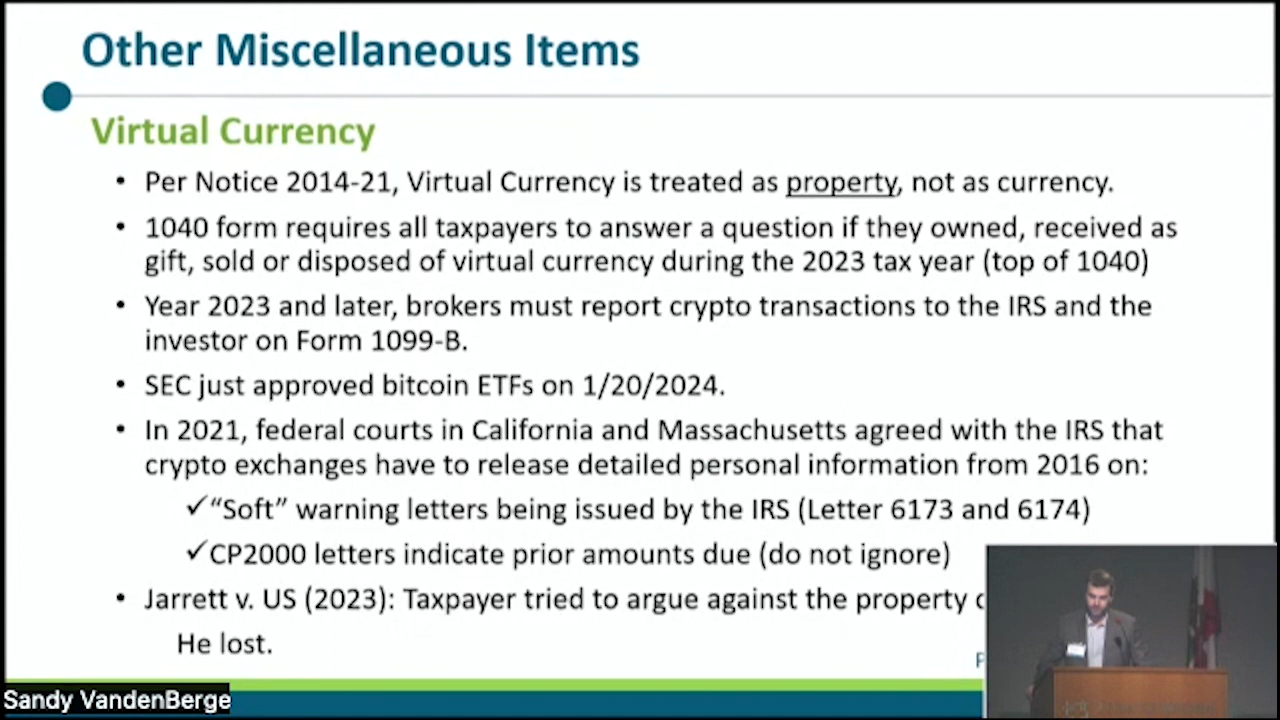 Other Miscellaneous Items
Virtual Currency
• Per Notice 2014-21, Virtual Currency is treated as property, not as currency.
• 1040 form requires all taxpayers to answer a question if they owned, received as
gift, sold or disposed of virtual currency during the 2023 tax year (top of 1040)
• Year 2023 and later, brokers must report crypto transactions to the IRS and the
investor on Form 1099-B.
• SEC just approved bitcoin ETFs on 1/20/2024.
• In 2021, federal courts in California and Massachusetts agreed with the IRS that
crypto exchanges have to release detailed personal information from 2016 on:
✓“Soft” warning letters being issued by the IRS (Letter 6173 and 6174)
✓CP2000 letters indicate prior amounts due (do not ignore)
• Jarrett v. US (2023): Taxpayer tried to argue against the property
He lost.
Sandy VandenBerge